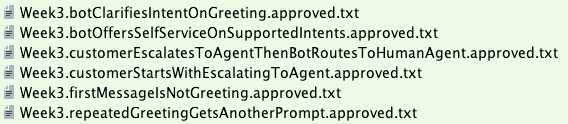 Week3.botClarifiesIntentOnGreeting.approved.txt
Week3.botOffersSelfServiceOnSupportedIntents.approved.txt
Week3.customerEscalatesToAgentThenBotRoutesToHumanAgent.approved.txt
Week3.customerStartsWithEscalatingToAgent.approved.txt
Week3.firstMessageIsNotGreeting.approved.txt
Week3.repeatedGreetingGetsAnotherPrompt.approved.txt